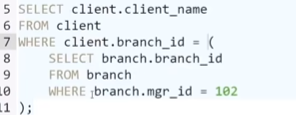 5 SELECT client.client_name
6 FROM client
7 WHERE client.branch_id = (
8 SELECT branch.branch_id
9 FROM branch
10 WHERE branch.mgr_id = 102
11 );